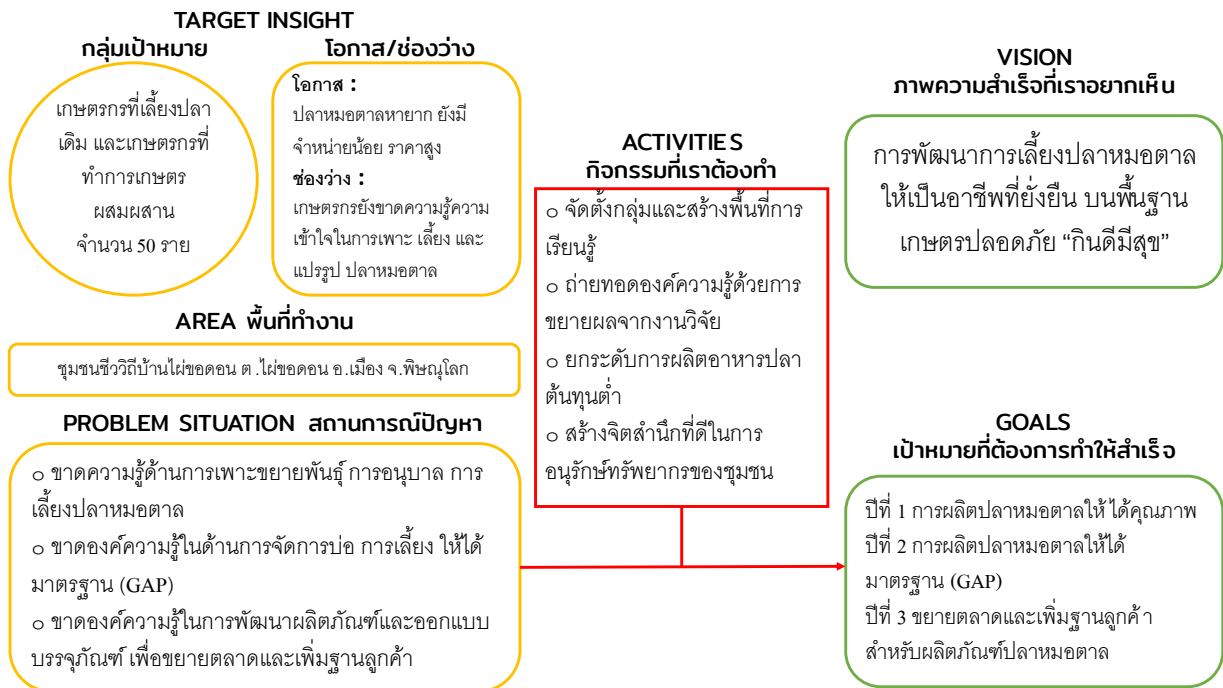 TARGET INSIGHT
กลุ่มเป้าหมาย
เกษตรกรที่เลี้ยงปลา
เดิม และเกษตรกรที่
ทำการเกษตร
ผสมผสาน
จำนวน 50 ราย
โอกาส/ช่องว่าง
โอกาส :
ปลาหมอตาลหายาก ยังมี
จำหน่ายน้อย ราคาสูง
ช่องว่าง :
เกษตรกรยังขาดความรู้ความ
เข้าใจในการเพาะ เลี้ยง และ
แปรรูป ปลาหมอตาล
AREA พื้นที่ทำงาน
ชุมชนชีววิถีบ้านไผ่ขอดอน ต .ไผ่ขอดอน อ.เมือง จ.พิษณุโลก
PROBLEM SITUATION สถานการณ์ปัญหา
o ขาดความรู้ด้านการเพาะขยายพันธุ์ การอนุบาล การ
เลี้ยงปลาหมอตาล
o ขาดองค์ความรู้ในด้านการจัดการบ่อ การเลี้ยง ให้ได้
มาตรฐาน (GAP)
o ขาดองค์ความรู้ในการพัฒนาผลิตภัณฑ์และออกแบบ
บรรจุภัณฑ์ เพื่อขยายตลาดและเพิ่มฐานลูกค้า
ACTIVITIES
กิจกรรมที่เราต้องทำ
o จัดตั้งกลุ่มและสร้างพื้นที่การ
เรียนรู้
o ถ่ายทอดองค์ความรู้ด้วยการ
ขยายผลจากงานวิจัย
o ยกระดับการผลิตอาหารปลา
ต้นทุนต่ำ
o สร้างจิตสำนึกที่ดีในการ
อนุรักษ์ทรัพยากรของชุมชน
VISION
ภาพความสำเร็จที่เราอยากเห็น
การพัฒนาการเลี้ยงปลาหมอตาล
ให้เป็นอาชีพที่ยั่งยืน บนพื้นฐาน
เกษตรปลอดภัย “กินดีมีสุข”
GOALS
เป้าหมายที่ต้องการทำให้สำเร็จ
ปีที่ 1 การผลิตปลาหมอตาลให้ได้คุณภาพ
ปีที่ 2 การผลิตปลาหมอตาลให้ได้
มาตรฐาน (GAP)
ปีที่ 3 ขยายตลาดและเพิ่มฐานลูกค้า
สำหรับผลิตภัณฑ์ปลาหมอตาล